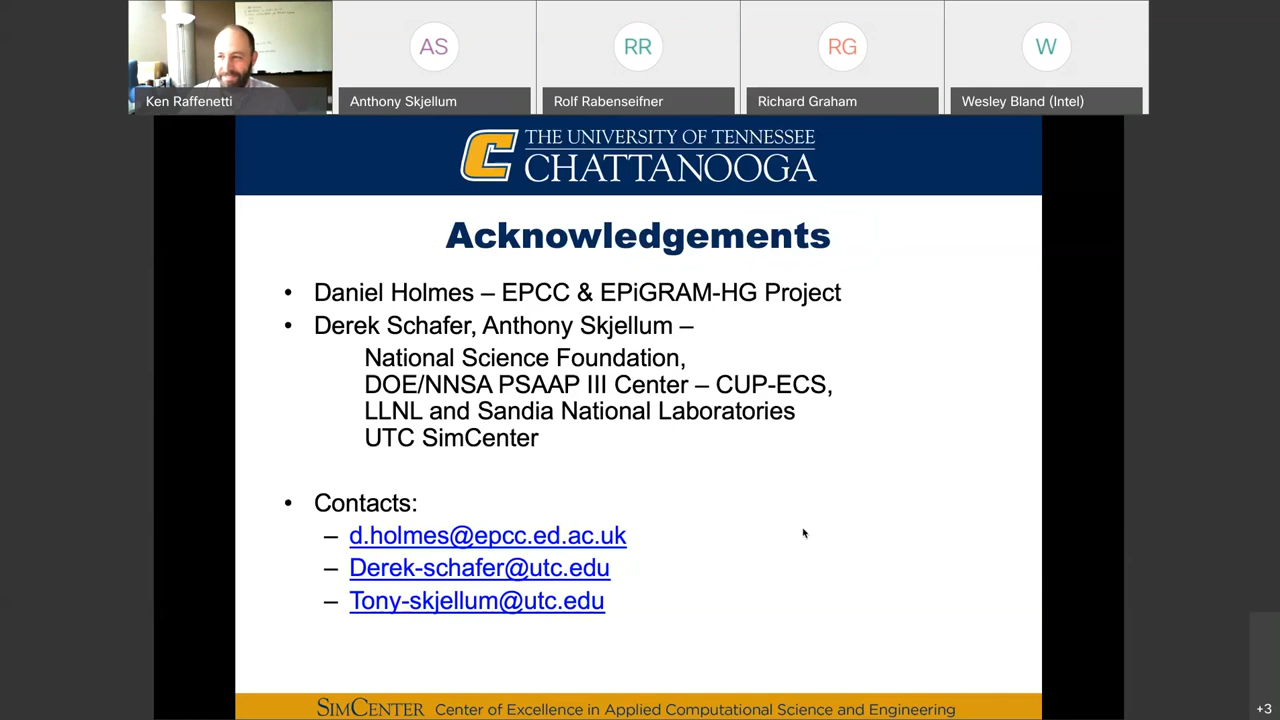 AS
RR
RG
W
Ken Raffenetti
Anthony Skjellum
Rolf Rabenseifner
Richard Graham
Wesley Bland (Intel)
C THE UNIVERSITY OF TENNESSEE
CHATTANOOGA
Acknowledgements
• Daniel Holmes – EPCC & EPiGRAM-HG Project
• Derek Schafer, Anthony Skjellum –
National Science Foundation,
DOE/NNSA PSAAP III Center – CUP-ECS,
LLNL and Sandia National Laboratories
UTC SimCenter
• Contacts:
– d.holmes@epcc.ed.ac.uk
– Derek-schafer@utc.edu
– Tony-skjellum@utc.edu
SIMCENTER Center of Excellence in Applied Computational Science and Engineering
+3